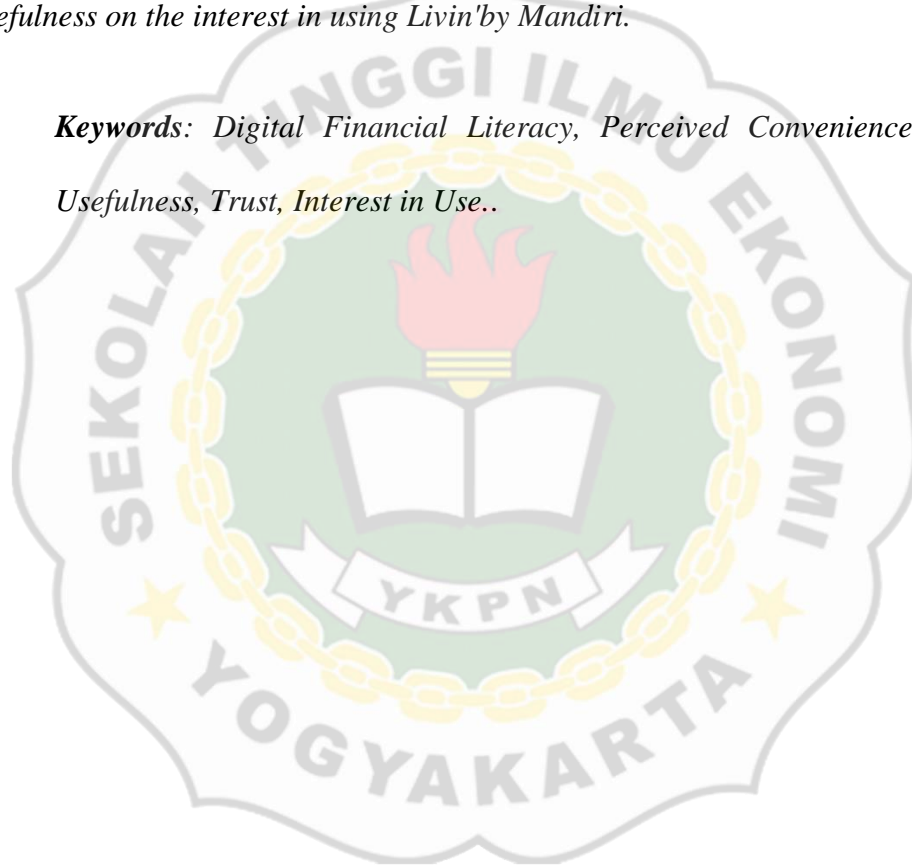 efulness on the interest in using Livin'by Mandiri.
Keywords: Digital Financial Literacy, Perceived Convenience
Usefulness, Trust, Interest in Use..
SEKOLAH TINGGI ILMU EKONOMI
YKPN
YOGYAKARTA